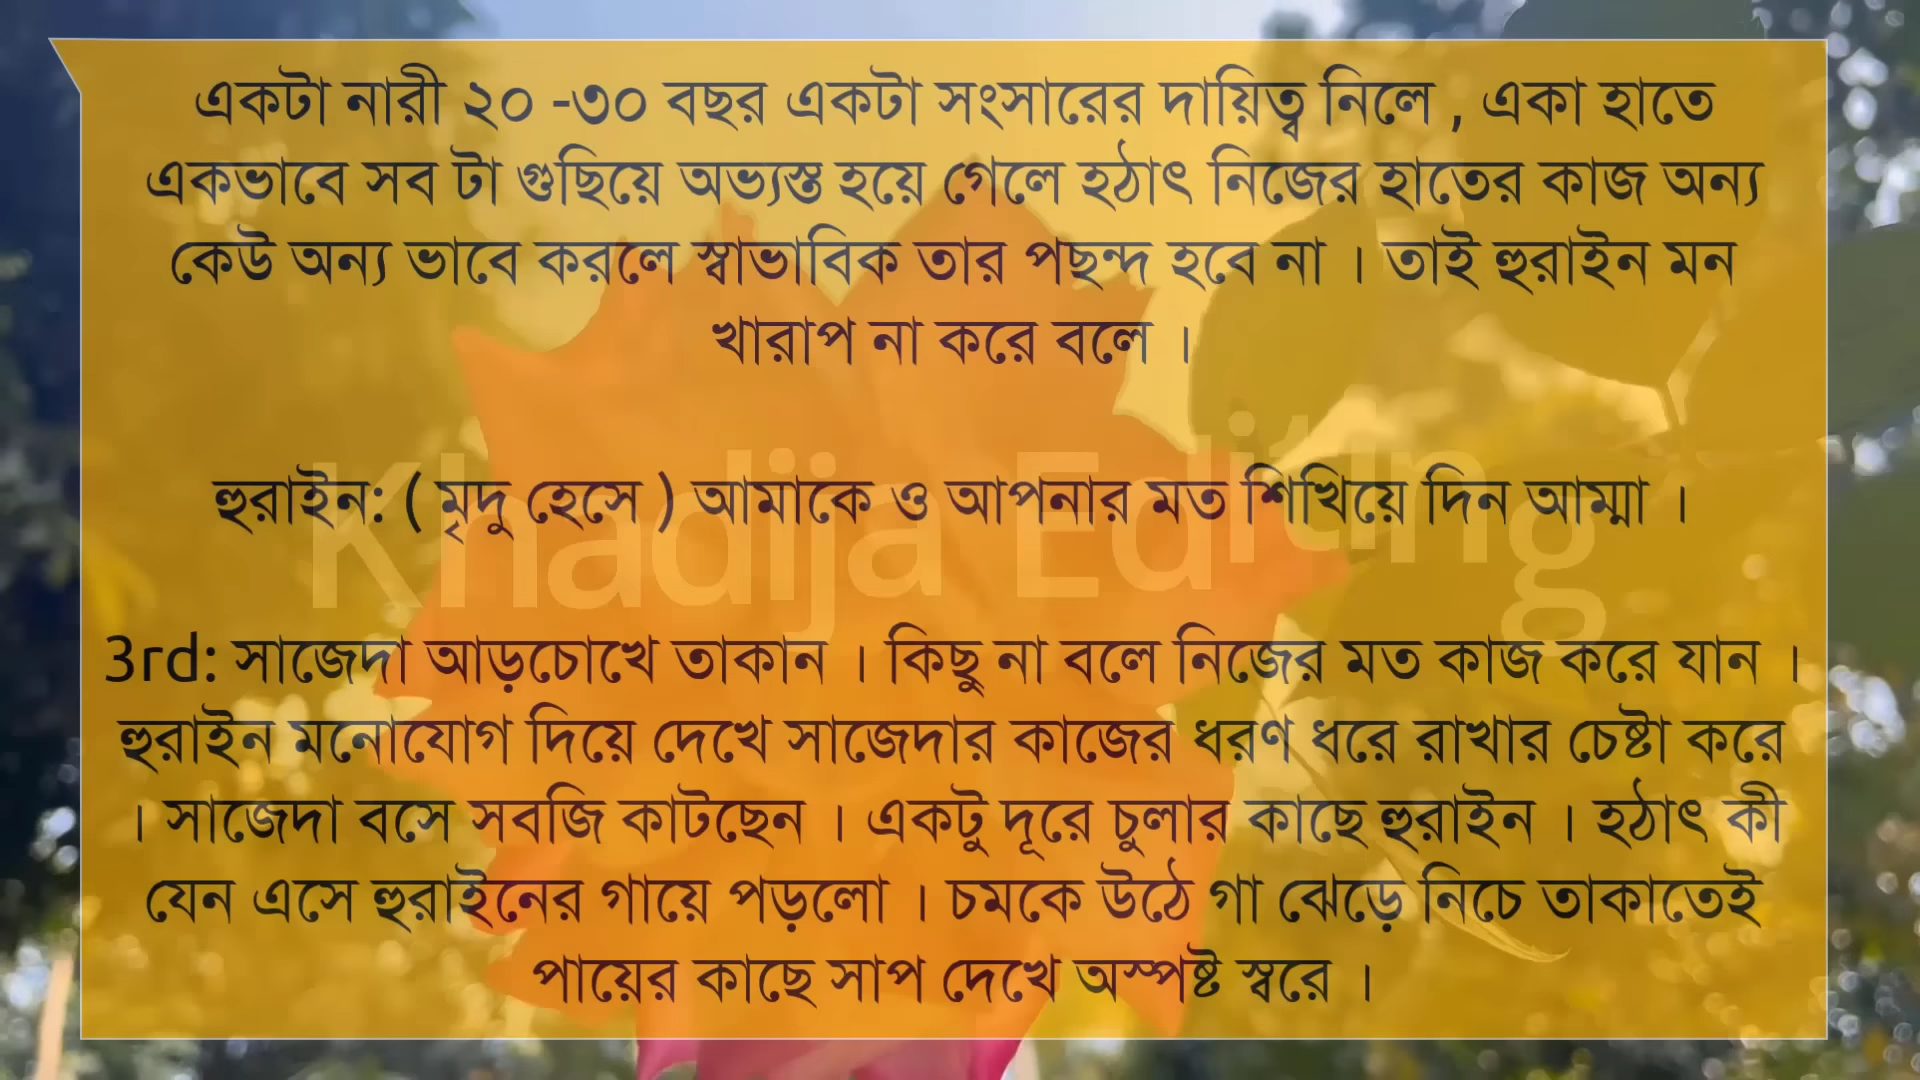 একটা নারী ২০ -৩০ বছর একটা সংসারের দায়িত্ব নিলে , একা হাতে
একভাবে সব টা গুছিয়ে অভ্যস্ত হয়ে গেলে হঠাৎ নিজের হাতের কাজ অন্য
কেউ অন্য ভাবে করলে স্বাভাবিক তার পছন্দ হবে না । তাই হুরাইন মন
খারাপ না করে বলে ।
হুরাইন: ( মৃদু হেসে ) আমাকে ও আপনার মত শিখিয়ে দিন আম্মা ।
Khadija Editing
3rd: সাজেদা আড়চোখে তাকান । কিছু না বলে নিজের মত কাজ করে যান ।
হুরাইন মনোযোগ দিয়ে দেখে সাজেদার কাজের ধরণ ধরে রাখার চেষ্টা করে
। সাজেদা বসে সবজি কাটছেন । একটু দূরে চুলার কাছে হুরাইন । হঠাৎ কী
যেন এসে হুরাইনের গায়ে পড়লো । চমকে উঠে গা ঝেড়ে নিচে তাকাতেই
পায়ের কাছে সাপ দেখে অস্পষ্ট স্বরে ।